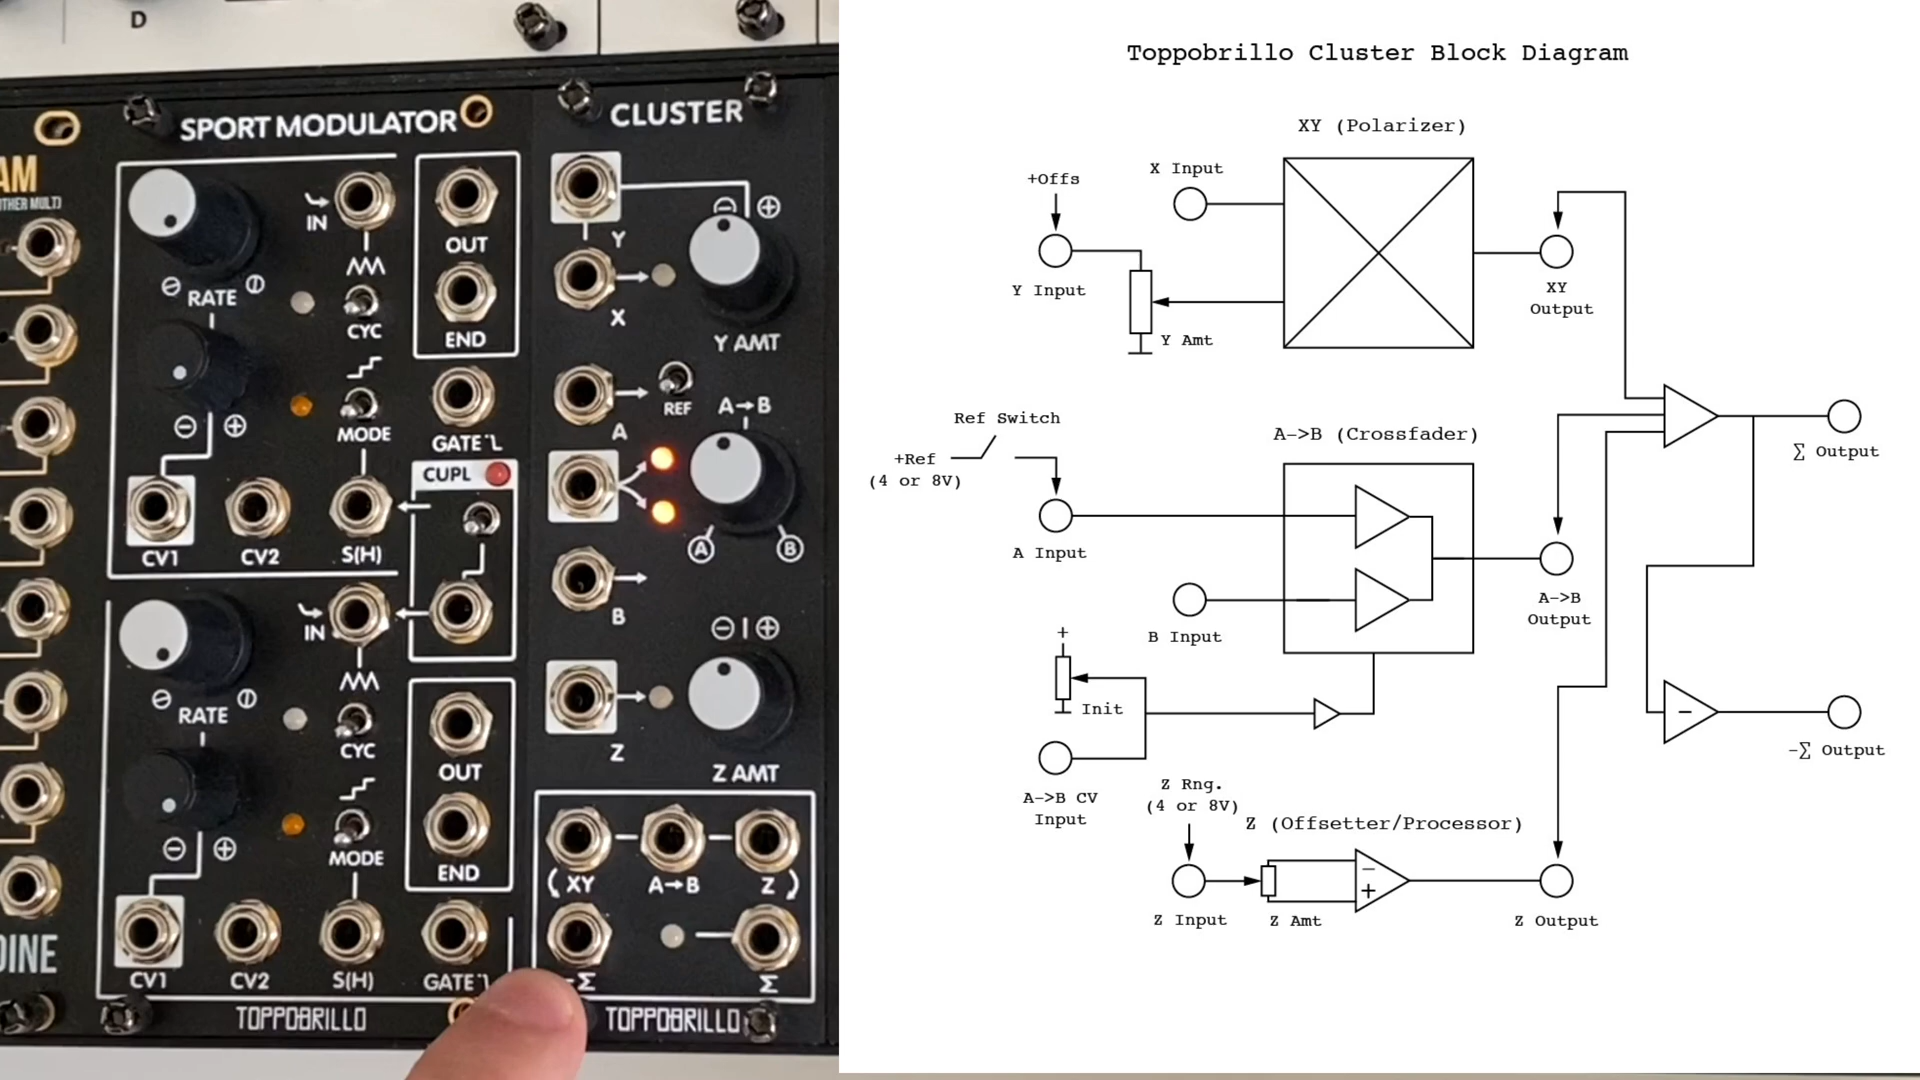 D
AM
THER MULT)
DINE
SPORT MODULATOR
IN
OUT
RATE
CYC
END
MODE
GATE
CUPL
CV1
CV2
S(H)
IN
RATE
CYC
OUT
MODE
END
CV1
CV2
S(H)
GATE
TOPPOBRILLO
CLUSTER
Y
X
Y AMT
REF
A→B
A
A
B
B
Z
Z AMT
(XY
A→B
Z)
-Σ
Σ
TOPPOBRILLO
Toppobrillo Cluster Block Diagram
XY (Polarizer)
X Input
+Offs
Y Input
Y Amt
XY
Output
Ref Switch
+Ref
(4 or 8V)
A->B (Crossfader)
∑ Output
A Input
B Input
A->B
Output
+
Init
-
-∑ Output
A->B CV
Input
Z Rng.
(4 or 8V)
Z (Offsetter/Processor)
-
+
Z Input
Z Amt
Z Output